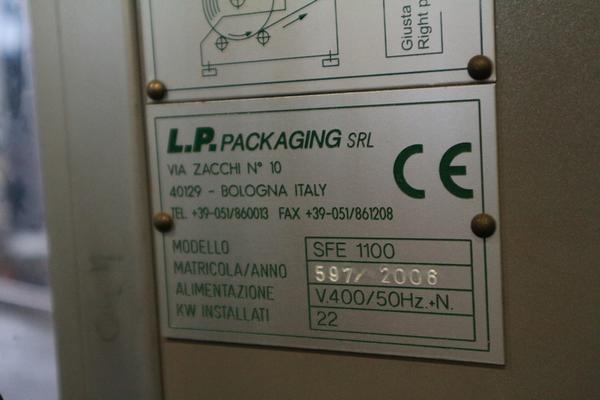 Giusta
Right p
L.P. PACKAGING SRL
VIA ZACCHI N° 10
40129 - BOLOGNA ITALY
TEL. +39-051/860013 FAX +39-051/861208
CE
MODELLO SFE 1100
MATRICOLA/ANNO 597/2006
ALIMENTAZIONE V.400/50Hz.+N.
KW INSTALLATI 22